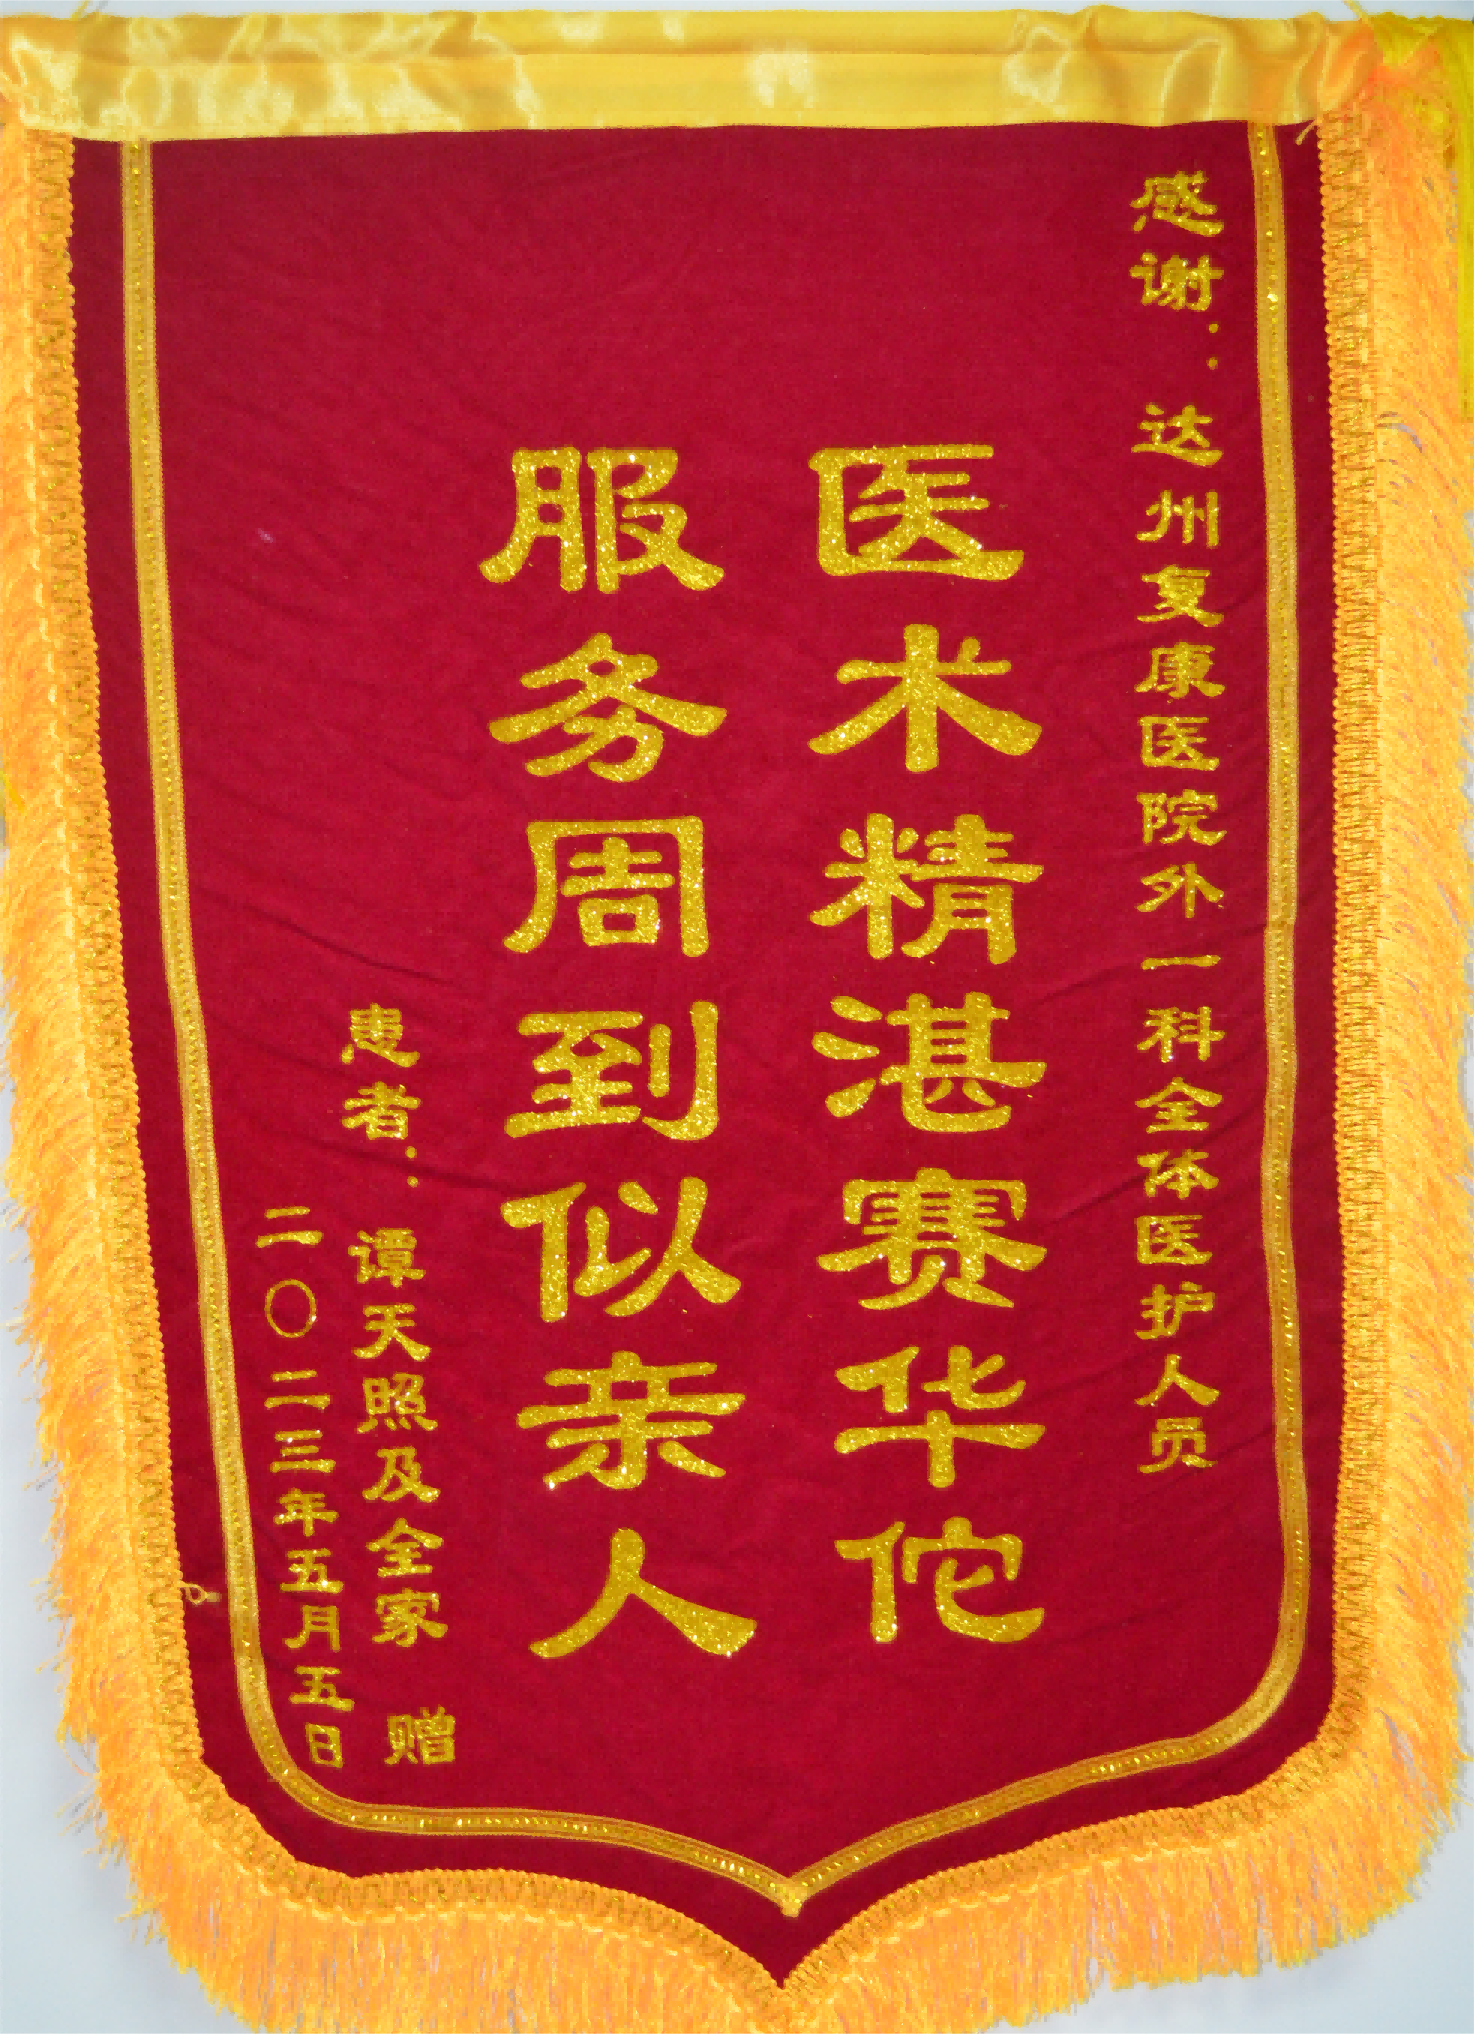 感谢：达州复康医院外一科全体医护人员
医术精湛赛华佗
服务周到似亲人
患者：谭天照及全家 赠
二〇二三年五月五日